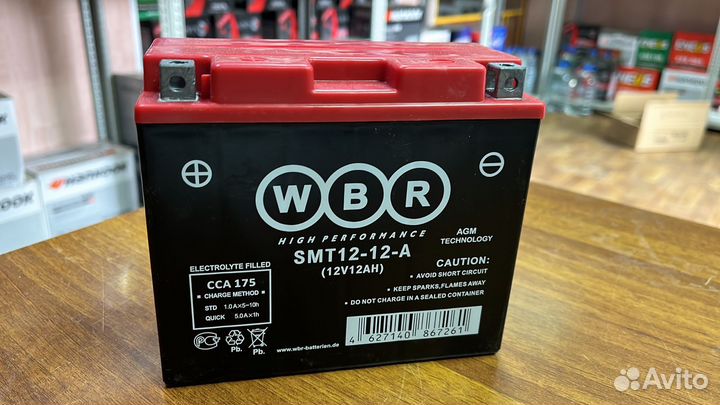 WBR
HIGH PERFORMANCE
SMT12-12-A
(12V12AH)
AGM
TECHNOLOGY
ELECTROLYTE FILLED
CCA 175
• CHARGE METHOD •
STD 1.0A×5~10h
QUICK 5.0A×1h
Pb. Pb.
www.wbr-batterien.de
CAUTION:
• AVOID SHORT CIRCUIT
• KEEP SPARKS,FLAMES AWAY
• DO NOT CHARGE IN A SEALED CONTAINER
4 627140 867261
HANKOOK
Avito